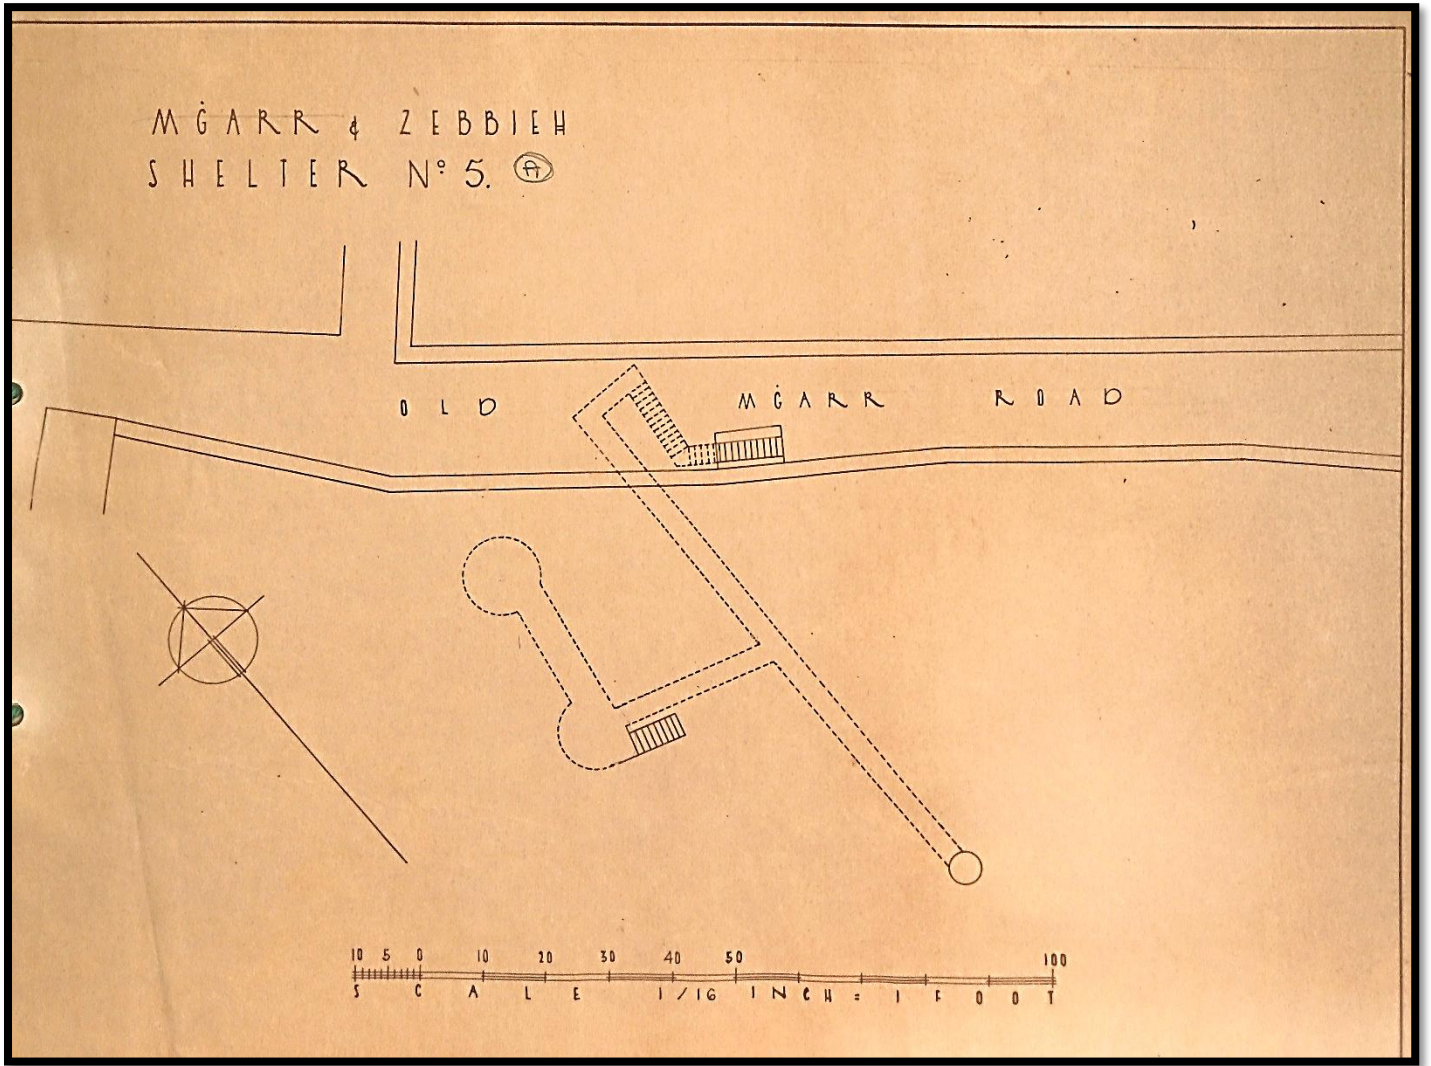 MĠARR & ZEBBIEH
SHELTER Nº 5. A
OLD MĠARR ROAD
10 5 0 10 20 30 40 50 100
SCALE 1/16 INCH = 1 FOOT